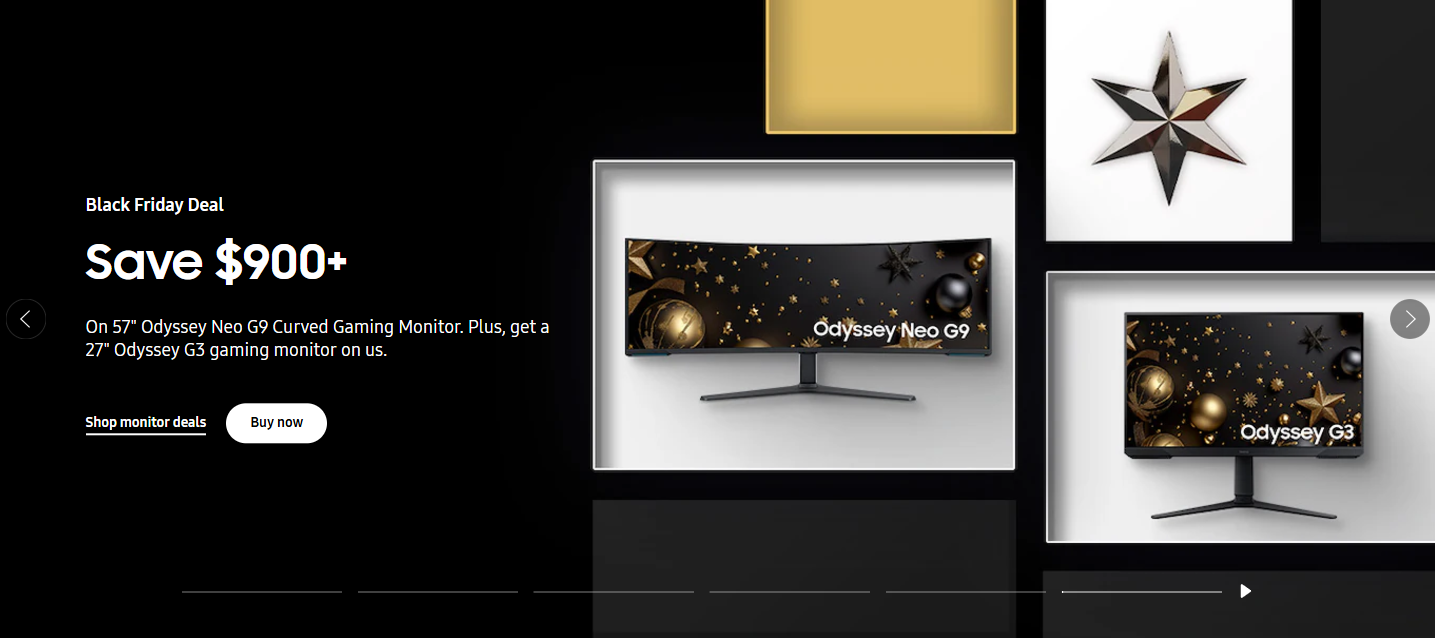 Black Friday Deal
Save $900+
On 57" Odyssey Neo G9 Curved Gaming Monitor. Plus, get a
27" Odyssey G3 gaming monitor on us.
Shop monitor deals
Buy now
Odyssey Neo G9
Odyssey G3